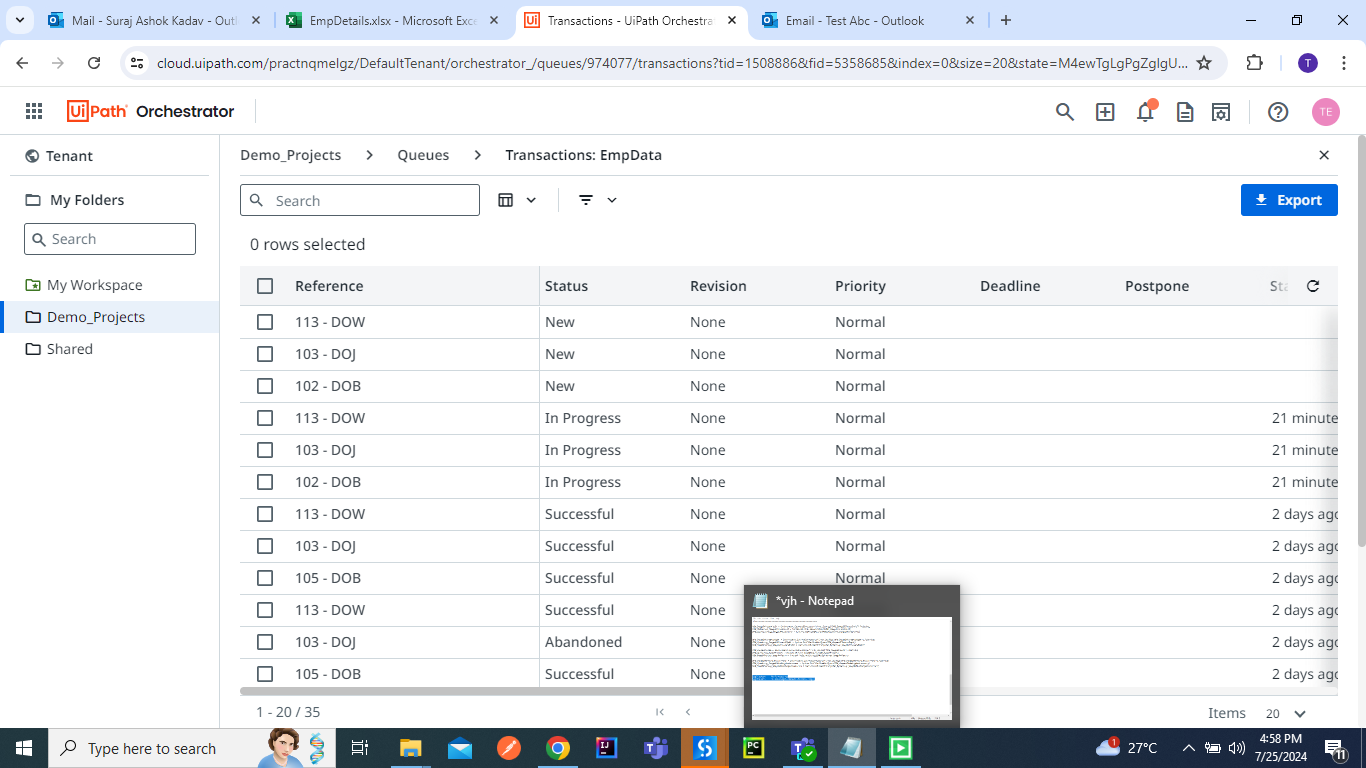 Mail - Suraj Ashok Kadav - Outl
EmpDetails.xlsx - Microsoft Exce
Transactions - UiPath Orchestra
Email - Test Abc - Outlook
cloud.uipath.com/practnqmelgz/DefaultTenant/orchestrator_/queues/974077/transactions?tid=1508886&fid=5358685&index=0&size=20&state=M4ewTgLgPgZglgU...
T
UiPath Orchestrator
TE
Tenant
Demo_Projects > Queues > Transactions: EmpData
My Folders
Search
Search
Export
0 rows selected
My Workspace
Demo_Projects
Shared
Reference Status Revision Priority Deadline Postpone Sta
113 - DOW New None Normal
103 - DOJ New None Normal
102 - DOB New None Normal
113 - DOW In Progress None Normal 21 minute
103 - DOJ In Progress None Normal 21 minute
102 - DOB In Progress None Normal 21 minute
113 - DOW Successful None Normal 2 days ago
103 - DOJ Successful None Normal 2 days ago
105 - DOB Successful None Normal 2 days ago
113 - DOW Successful None 2 days ago
103 - DOJ Abandoned None 2 days ago
105 - DOB Successful None 2 days ago
*vjh - Notepad
1 - 20 / 35
Items 20
Type here to search
PC
27°C
4:58 PM
7/25/2024
1
11